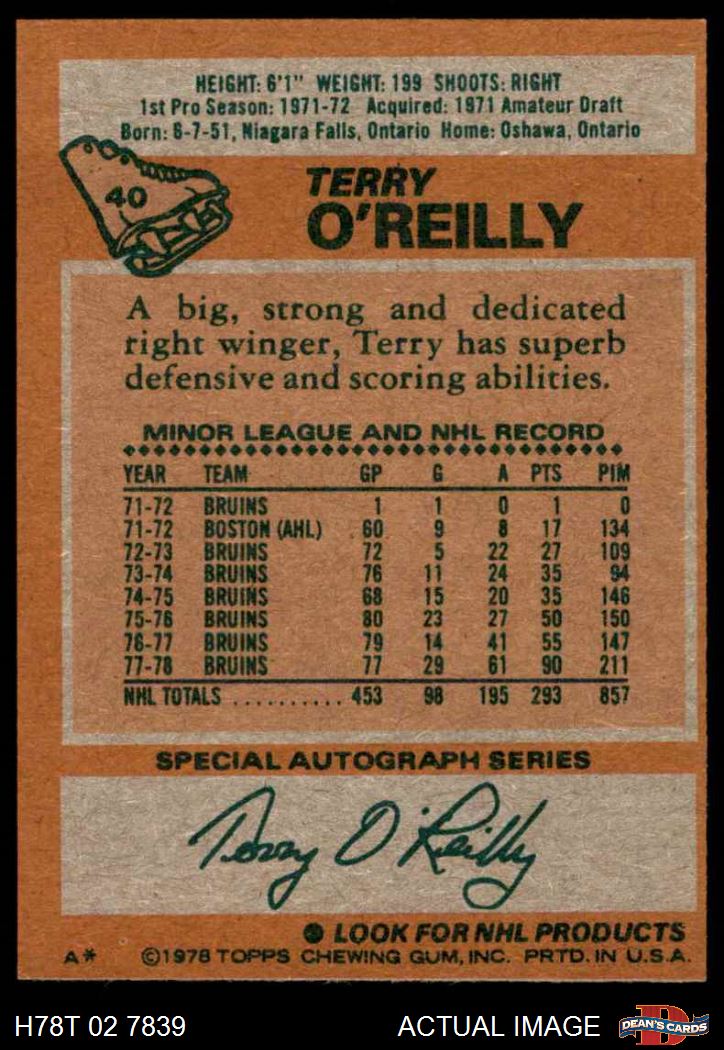 HEIGHT: 6'1" WEIGHT: 199 SHOOTS: RIGHT
1st Pro Season: 1971-72 Acquired: 1971 Amateur Draft
Born: 6-7-51, Niagara Falls, Ontario Home: Oshawa, Ontario
40
TERRY
O'REILLY
A big, strong and dedicated
right winger, Terry has superb
defensive and scoring abilities.
MINOR LEAGUE AND NHL RECORD
YEAR TEAM GP G A PTS PIM
71-72 BRUINS 1 1 0 1 0
71-72 BOSTON (AHL) 60 9 8 17 134
72-73 BRUINS 72 5 22 27 109
73-74 BRUINS 76 11 24 35 94
74-75 BRUINS 68 15 20 35 146
75-76 BRUINS 80 23 27 50 150
76-77 BRUINS 79 14 41 55 147
77-78 BRUINS 77 29 61 90 211
NHL TOTALS .......... 453 98 195 293 857
SPECIAL AUTOGRAPH SERIES
Terry O'Reilly
LOOK FOR NHL PRODUCTS
A* ©1978 TOPPS CHEWING GUM, INC. PRTD. IN U.S.A.
H78T 02 7839 ACTUAL IMAGE D DEAN'S CARDS